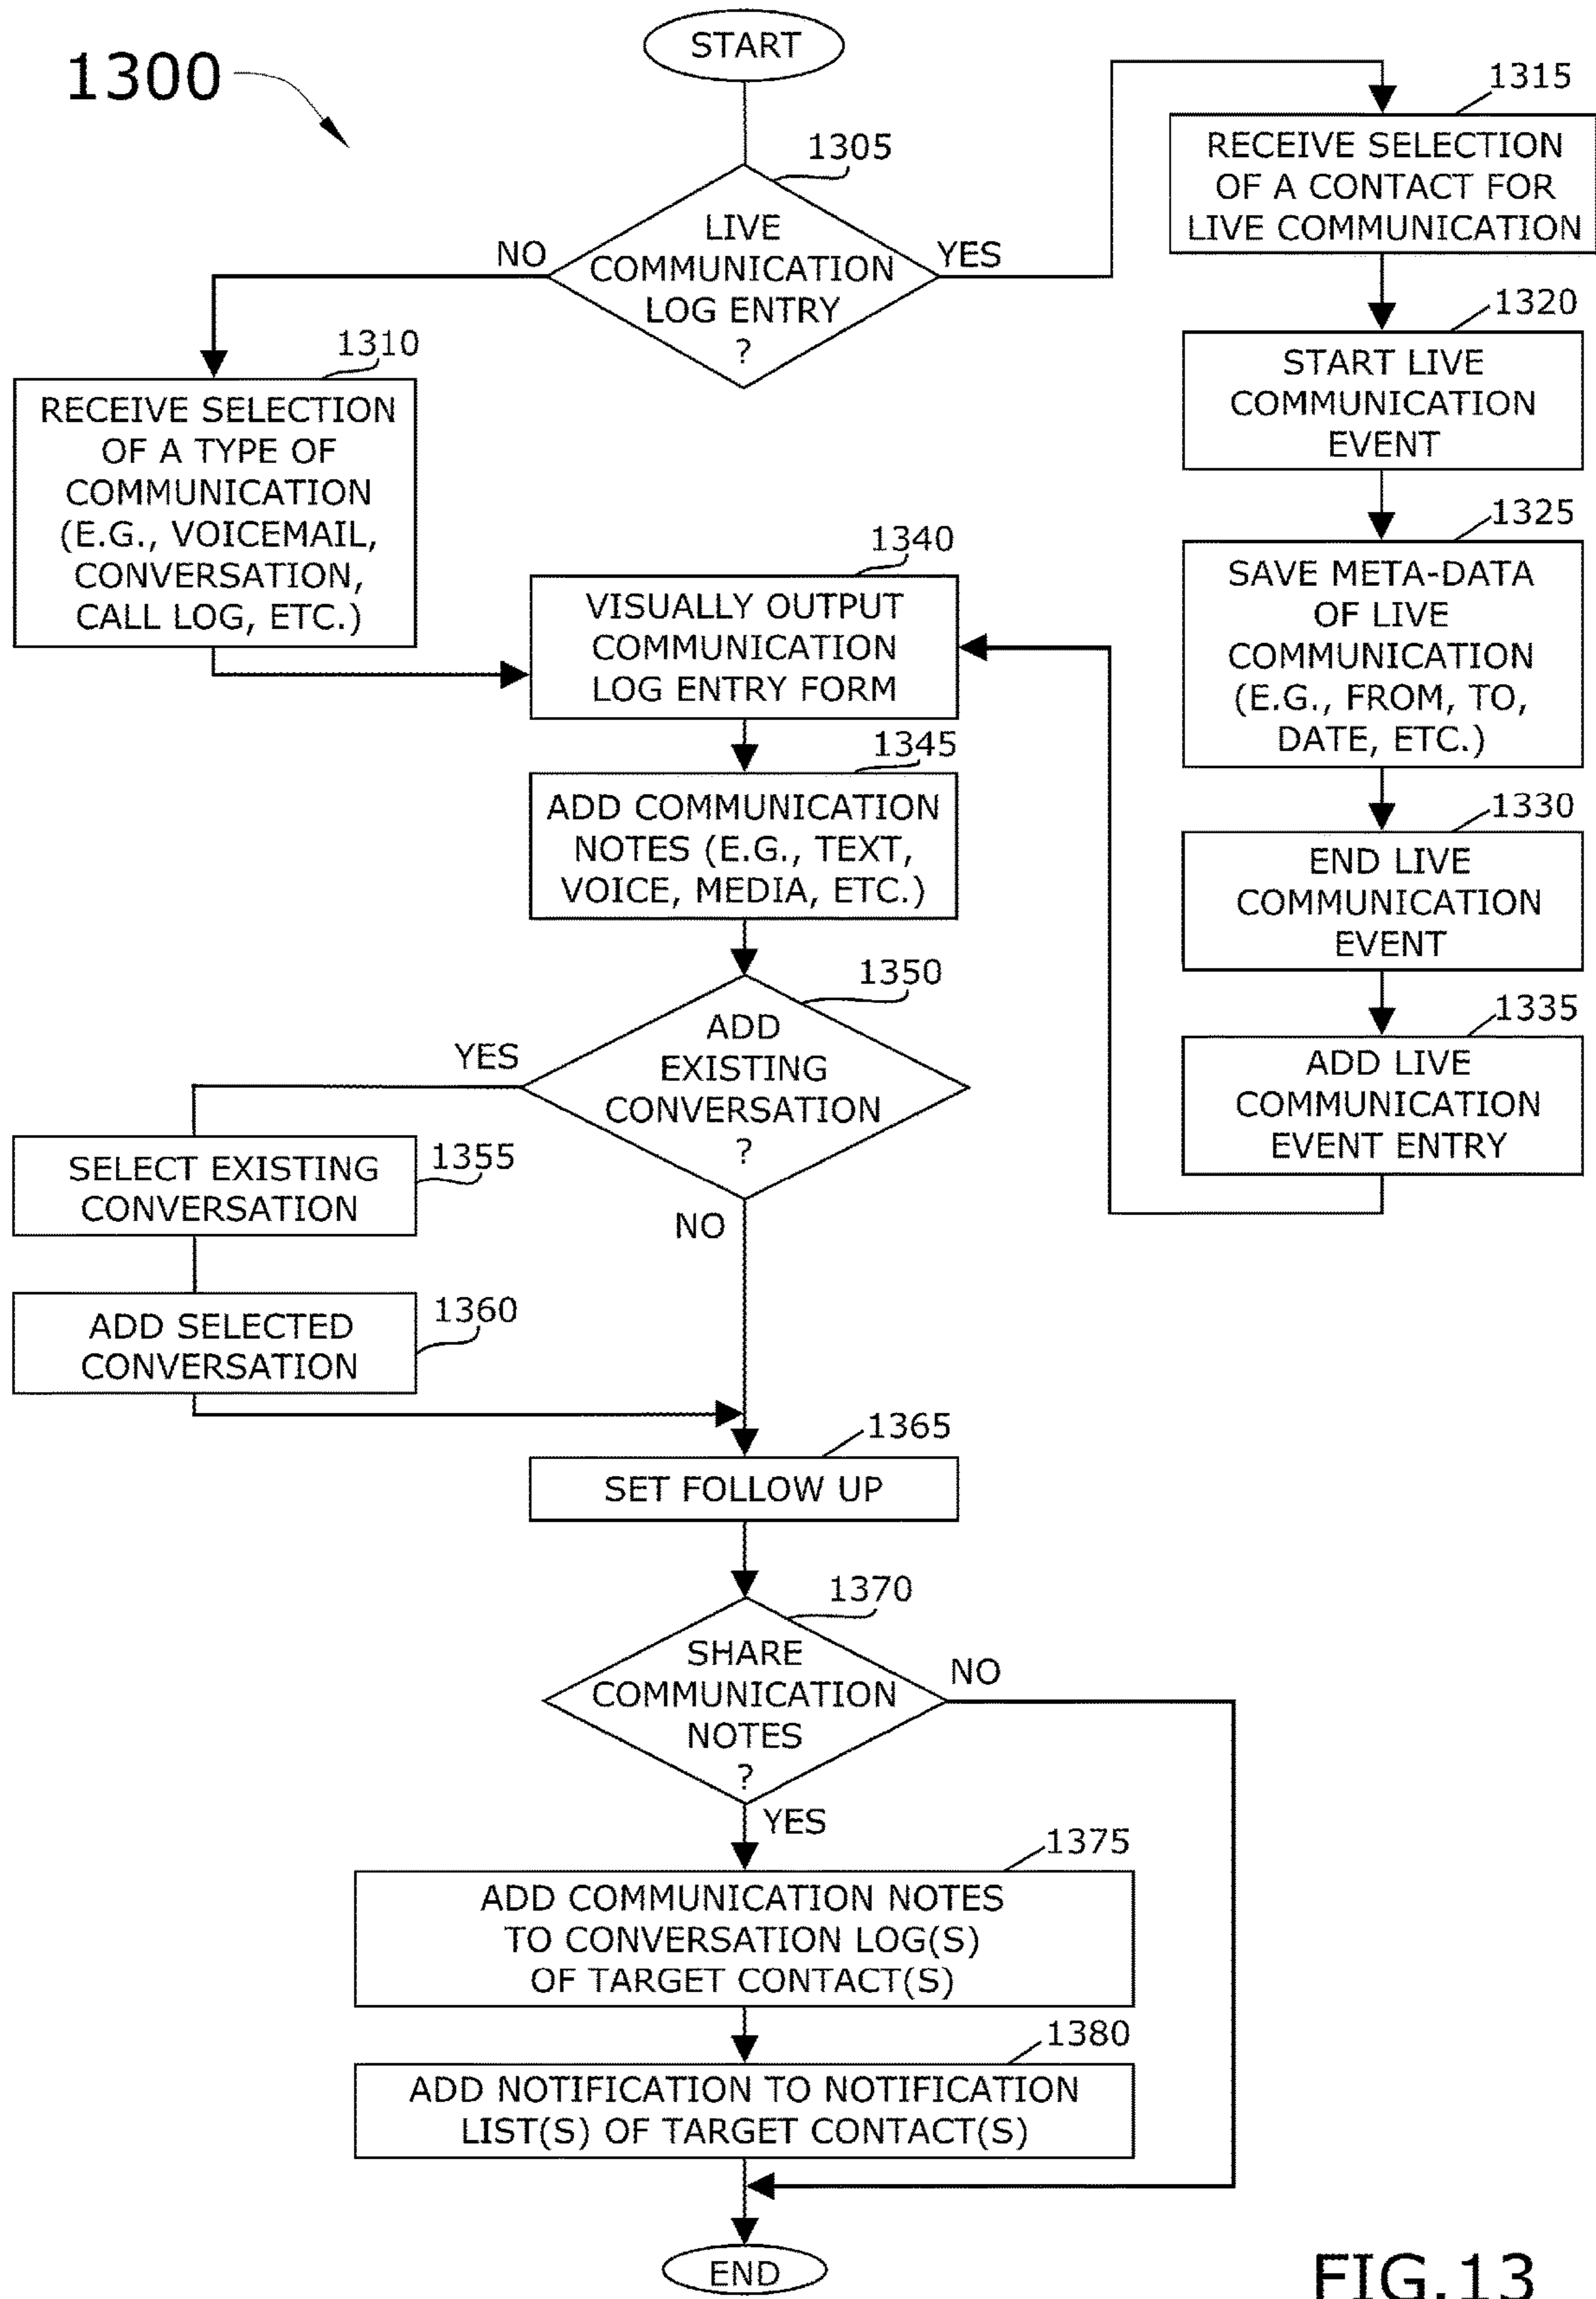 1300
START
1305
LIVE
COMMUNICATION
LOG ENTRY
?
NO
YES
1310
RECEIVE SELECTION
OF A TYPE OF
COMMUNICATION
(E.G., VOICEMAIL,
CONVERSATION,
CALL LOG, ETC.)
1315
RECEIVE SELECTION
OF A CONTACT FOR
LIVE COMMUNICATION
1320
START LIVE
COMMUNICATION
EVENT
1325
SAVE META-DATA
OF LIVE
COMMUNICATION
(E.G., FROM, TO,
DATE, ETC.)
1330
END LIVE
COMMUNICATION
EVENT
1335
ADD LIVE
COMMUNICATION
EVENT ENTRY
1340
VISUALLY OUTPUT
COMMUNICATION
LOG ENTRY FORM
1345
ADD COMMUNICATION
NOTES (E.G., TEXT,
VOICE, MEDIA, ETC.)
1350
ADD
EXISTING
CONVERSATION
?
YES
NO
1355
SELECT EXISTING
CONVERSATION
1360
ADD SELECTED
CONVERSATION
1365
SET FOLLOW UP
1370
SHARE
COMMUNICATION
NOTES
?
NO
YES
1375
ADD COMMUNICATION NOTES
TO CONVERSATION LOG(S)
OF TARGET CONTACT(S)
1380
ADD NOTIFICATION TO NOTIFICATION
LIST(S) OF TARGET CONTACT(S)
END
FIG.13